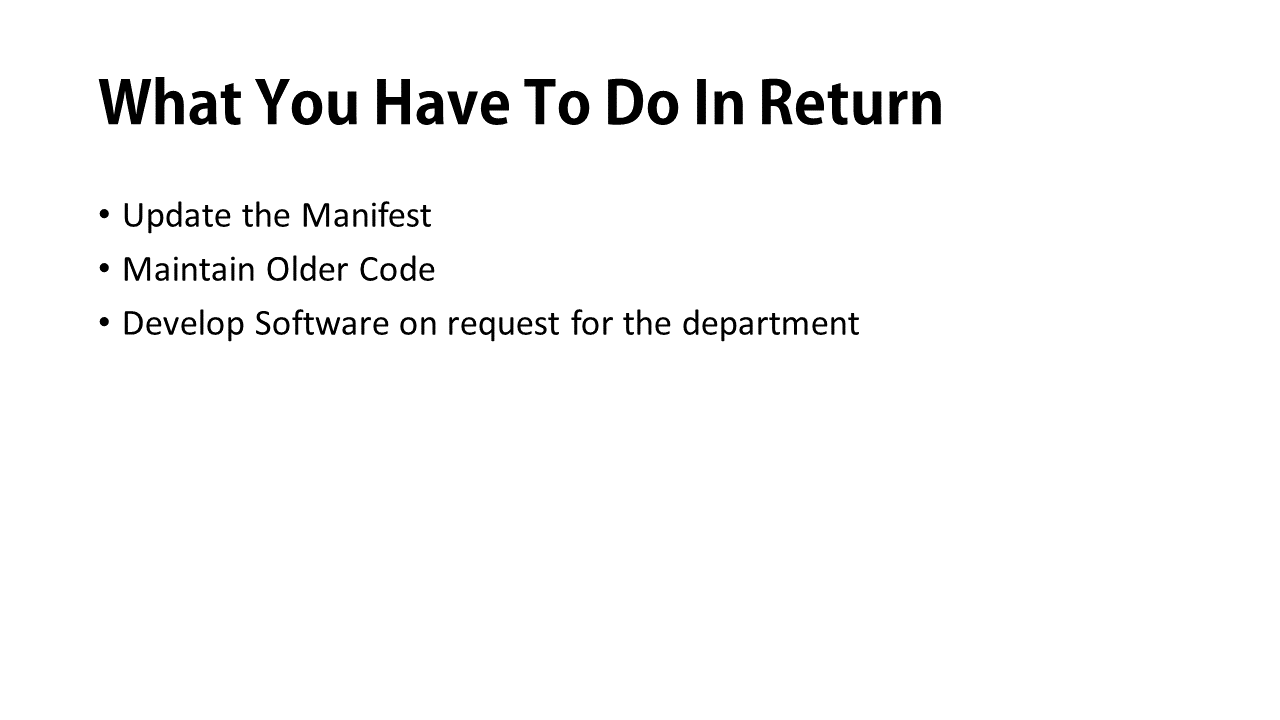 What You Have To Do In Return
• Update the Manifest
• Maintain Older Code
• Develop Software on request for the department